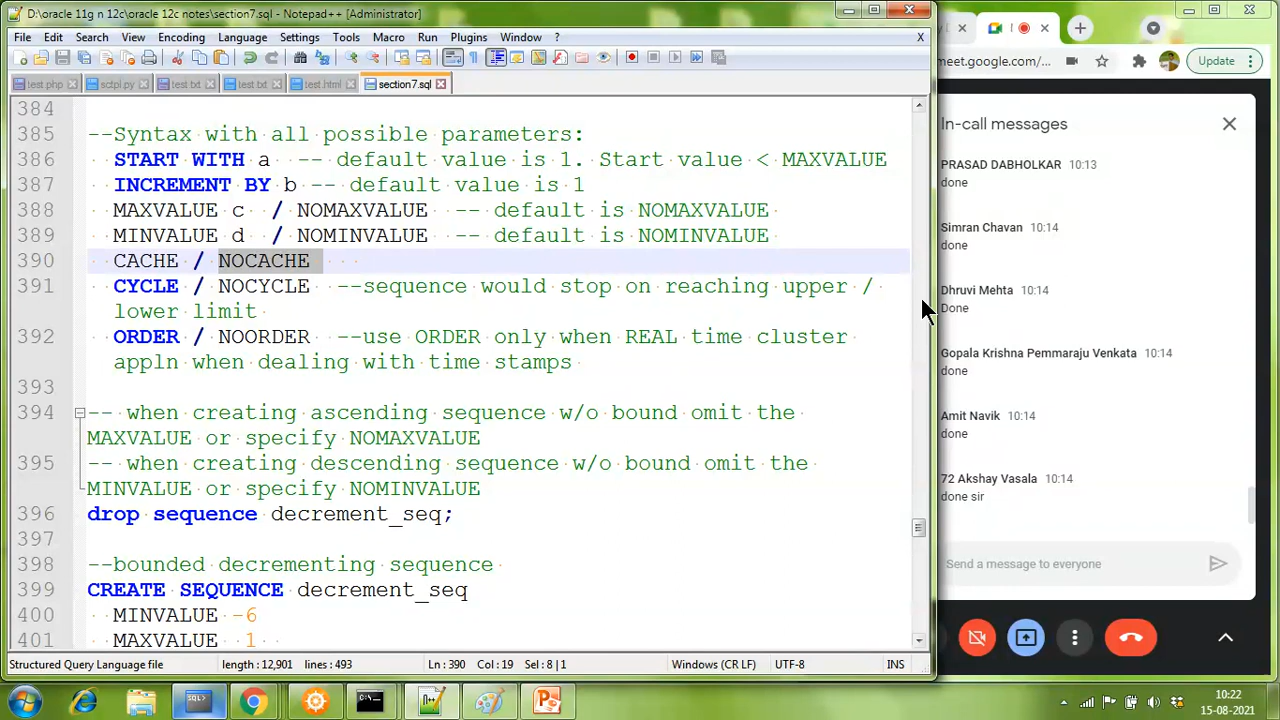 D:\oracle 11g n 12c\oracle 12c notes\section7.sql - Notepad++ [Administrator]
File Edit Search View Encoding Language Settings Tools Macro Run Plugins Window ? X
test.php sctpl.py test.txt test.txt test.html section7.sql
384
385 --Syntax with all possible parameters:
386 START WITH a -- default value is 1. Start value < MAXVALUE
387 INCREMENT BY b -- default value is 1
388 MAXVALUE c / NOMAXVALUE -- default is NOMAXVALUE
389 MINVALUE d / NOMINVALUE -- default is NOMINVALUE
390 CACHE / NOCACHE
391 CYCLE / NOCYCLE --sequence would stop on reaching upper /
lower limit
392 ORDER / NOORDER --use ORDER only when REAL time cluster
appln when dealing with time stamps
393
394 -- when creating ascending sequence w/o bound omit the
MAXVALUE or specify NOMAXVALUE
395 -- when creating descending sequence w/o bound omit the
MINVALUE or specify NOMINVALUE
396 drop sequence decrement_seq;
397
398 --bounded decrementing sequence
399 CREATE SEQUENCE decrement_seq
400 MINVALUE -6
401 MAXVALUE 1
Structured Query Language file length : 12,901 lines : 493 Ln : 390 Col : 19 Sel : 8 | 1 Windows (CR LF) UTF-8 INS
meet.google.com/...
Update
In-call messages
PRASAD DABHOLKAR 10:13
done
Simran Chavan 10:14
done
Dhruvi Mehta 10:14
Done
Gopala Krishna Pemmaraju Venkata 10:14
done
Amit Navik 10:14
done
72 Akshay Vasala 10:14
done sir
Send a message to everyone
10:22
15-08-2021